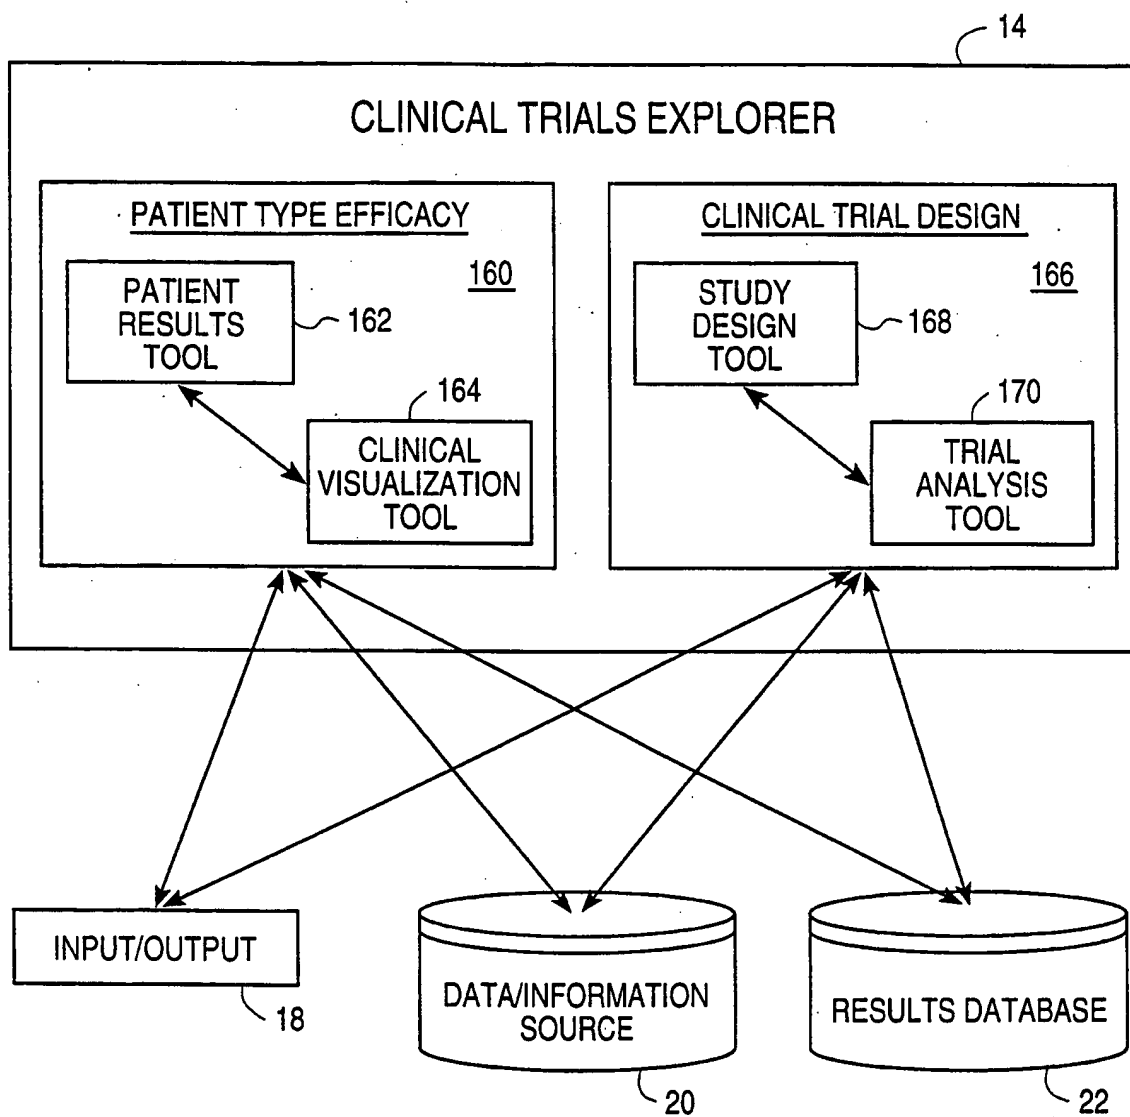 14
CLINICAL TRIALS EXPLORER
PATIENT TYPE EFFICACY
160
PATIENT
RESULTS
TOOL
162
164
CLINICAL
VISUALIZATION
TOOL
CLINICAL TRIAL DESIGN
166
STUDY
DESIGN
TOOL
168
170
TRIAL
ANALYSIS
TOOL
INPUT/OUTPUT
18
DATA/INFORMATION
SOURCE
20
RESULTS DATABASE
22